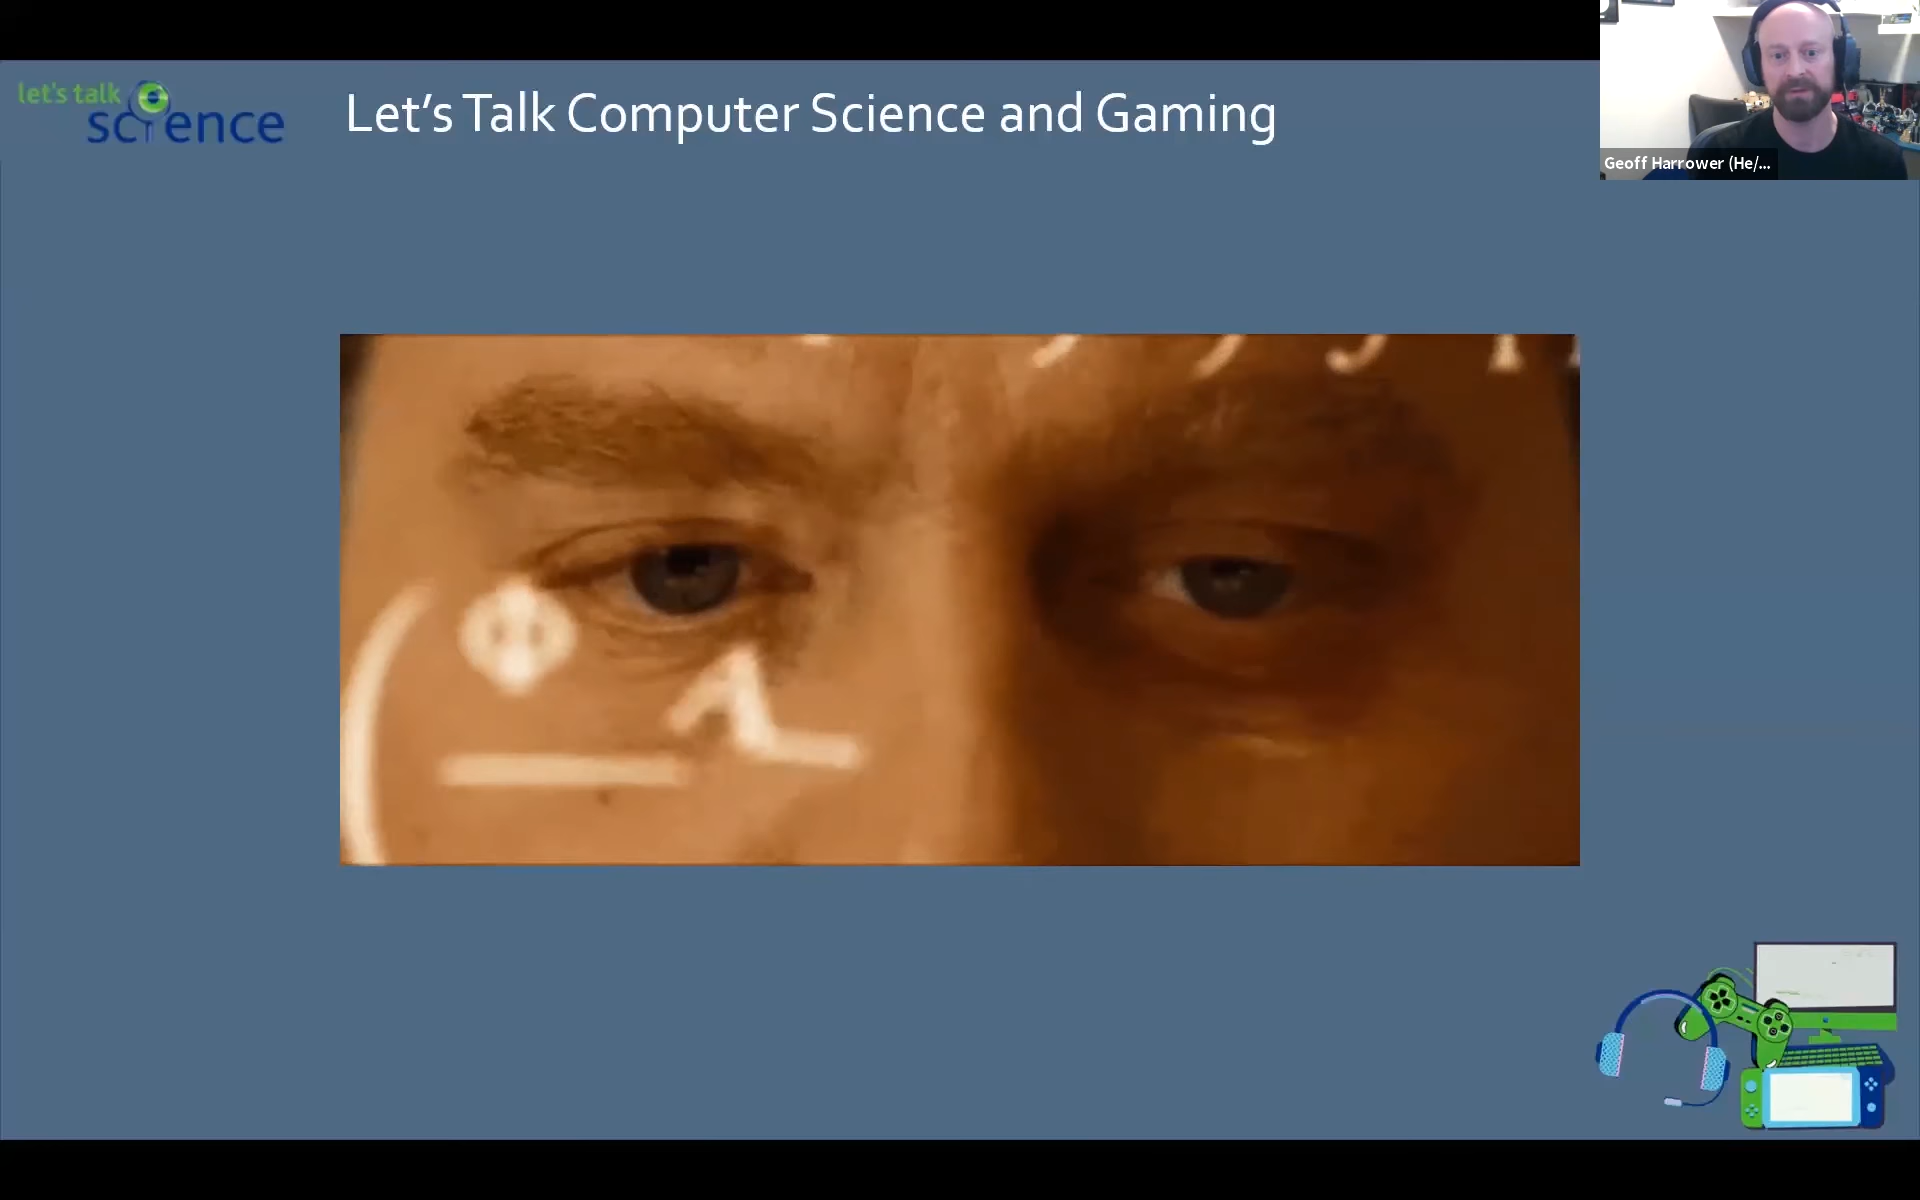 let's talk
science
Let's Talk Computer Science and Gaming
Geoff Harrower (He/...